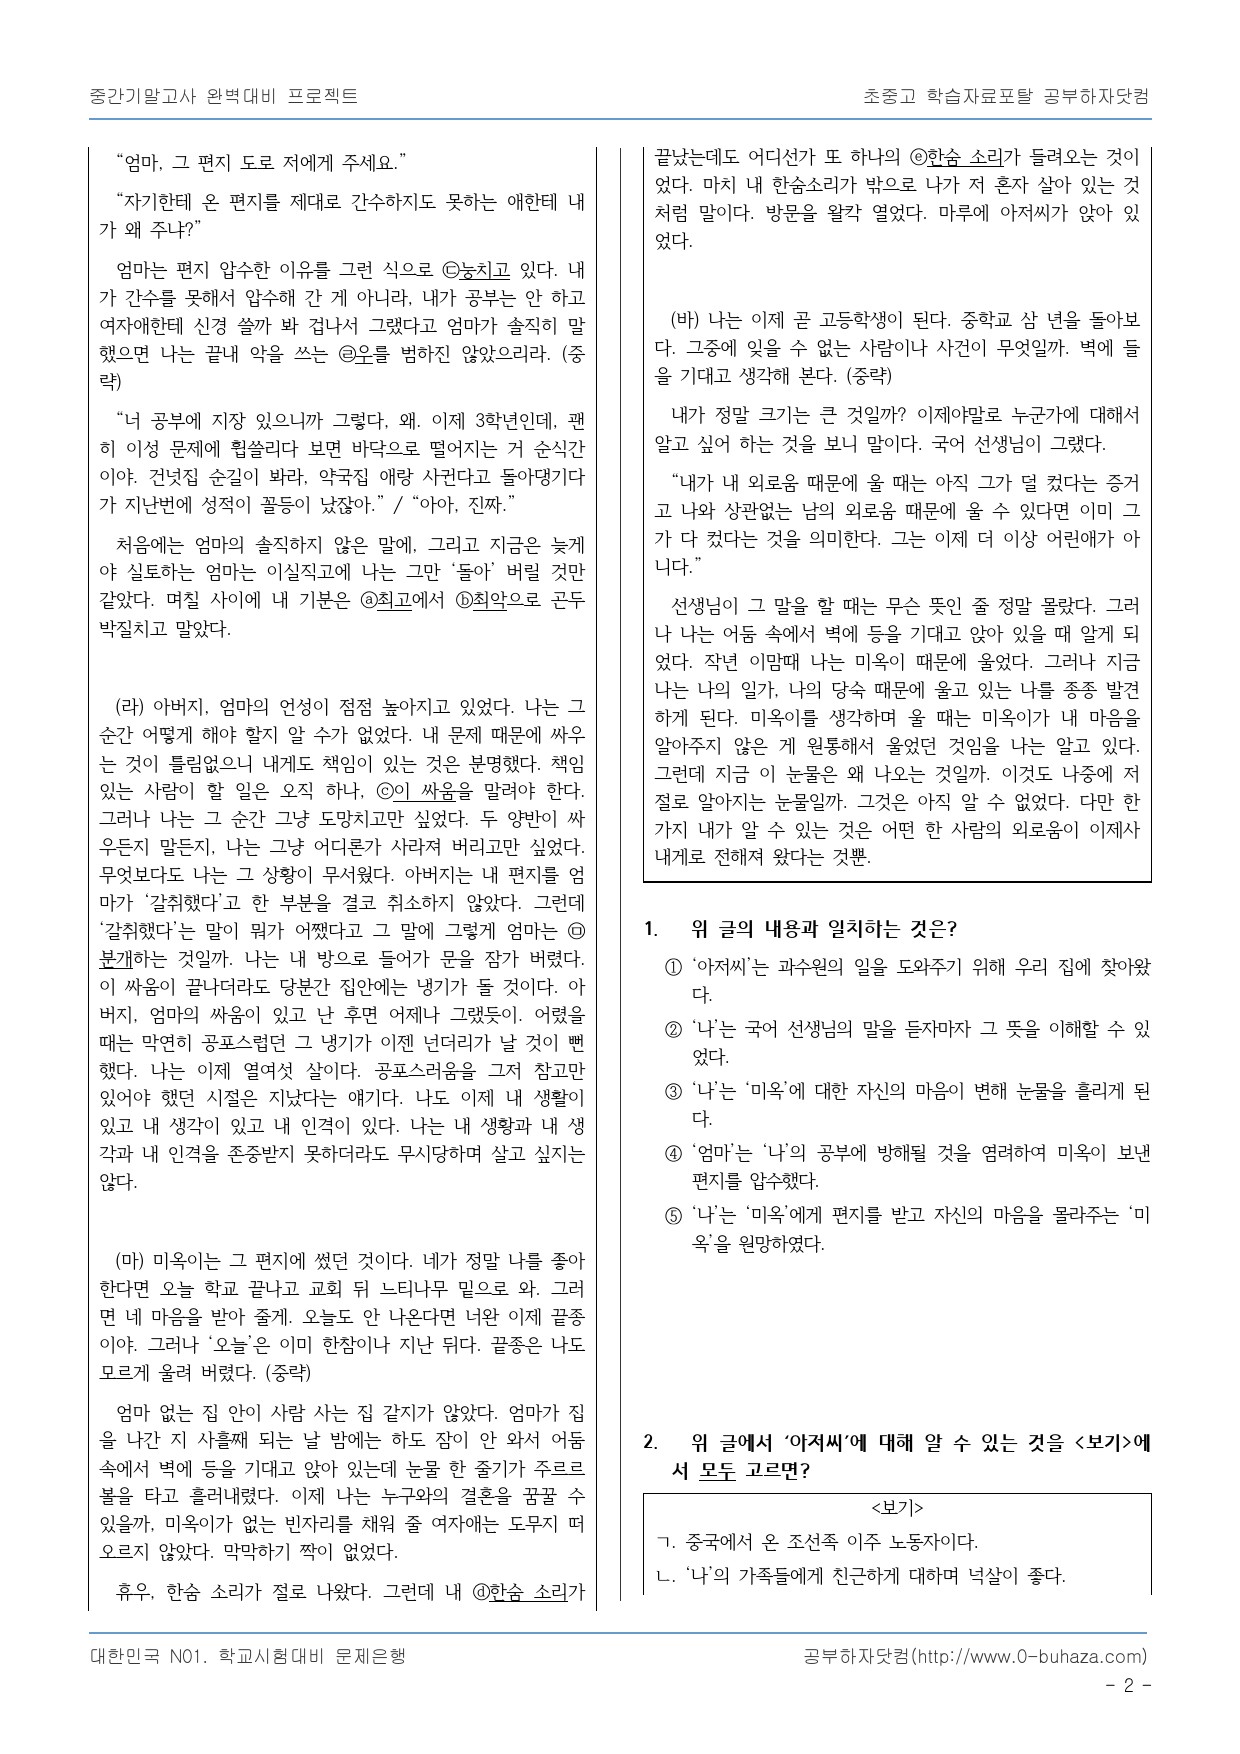 중간기말고사 완벽대비 프로젝트
초중고 학습자료포탈 공부하자닷컴
“엄마, 그 편지 도로 저에게 주세요.”
“자기한테 온 편지를 제대로 간수하지도 못하는 애한테 내
가 왜 주냐?”
엄마는 편지 압수한 이유를 그런 식으로 ㉢눙치고 있다. 내
가 간수를 못해서 압수해 간 게 아니라, 내가 공부는 안 하고
여자애한테 신경 쓸까 봐 겁나서 그랬다고 엄마가 솔직히 말
했으면 나는 끝내 악을 쓰는 ㉣우를 범하진 않았으리라. (중
략)
“너 공부에 지장 있으니까 그렇다, 왜. 이제 3학년인데, 괜
히 이성 문제에 휩쓸리다 보면 바닥으로 떨어지는 거 순식간
이야. 건넛집 순길이 봐라, 약국집 애랑 사귄다고 돌아댕기다
가 지난번에 성적이 꼴등이 났잖아.” / “아아, 진짜.”
처음에는 엄마의 솔직하지 않은 말에, 그리고 지금은 늦게
야 실토하는 엄마는 이실직고에 나는 그만 ‘돌아’ 버릴 것만
같았다. 며칠 사이에 내 기분은 ⓐ최고에서 ⓑ최악으로 곤두
박질치고 말았다.
(라) 아버지, 엄마의 언성이 점점 높아지고 있었다. 나는 그
순간 어떻게 해야 할지 알 수가 없었다. 내 문제 때문에 싸우
는 것이 틀림없으니 내게도 책임이 있는 것은 분명했다. 책임
있는 사람이 할 일은 오직 하나, ⓒ이 싸움을 말려야 한다.
그러나 나는 그 순간 그냥 도망치고만 싶었다. 두 양반이 싸
우든지 말든지, 나는 그냥 어디론가 사라져 버리고만 싶었다.
무엇보다도 나는 그 상황이 무서웠다. 아버지는 내 편지를 엄
마가 ‘갈취했다’고 한 부분을 결코 취소하지 않았다. 그런데
‘갈취했다’는 말이 뭐가 어쨌다고 그 말에 그렇게 엄마는 ㉤
분개하는 것일까. 나는 내 방으로 들어가 문을 잠가 버렸다.
이 싸움이 끝나더라도 당분간 집안에는 냉기가 돌 것이다. 아
버지, 엄마의 싸움이 있고 난 후면 어제나 그랬듯이. 어렸을
때는 막연히 공포스럽던 그 냉기가 이젠 넌더리가 날 것이 뻔
했다. 나는 이제 열여섯 살이다. 공포스러움을 그저 참고만
있어야 했던 시절은 지났다는 얘기다. 나도 이제 내 생활이
있고 내 생각이 있고 내 인격이 있다. 나는 내 생황과 내 생
각과 내 인격을 존중받지 못하더라도 무시당하며 살고 싶지는
않다.
(마) 미옥이는 그 편지에 썼던 것이다. 네가 정말 나를 좋아
한다면 오늘 학교 끝나고 교회 뒤 느티나무 밑으로 와. 그러
면 네 마음을 받아 줄게. 오늘도 안 나온다면 너완 이제 끝종
이야. 그러나 ‘오늘’은 이미 한참이나 지난 뒤다. 끝종은 나도
모르게 울려 버렸다. (중략)
엄마 없는 집 안이 사람 사는 집 같지가 않았다. 엄마가 집
을 나간 지 사흘째 되는 날 밤에는 하도 잠이 안 와서 어둠
속에서 벽에 등을 기대고 앉아 있는데 눈물 한 줄기가 주르르
볼을 타고 흘러내렸다. 이제 나는 누구와의 결혼을 꿈꿀 수
있을까, 미옥이가 없는 빈자리를 채워 줄 여자애는 도무지 떠
오르지 않았다. 막막하기 짝이 없었다.
휴우, 한숨 소리가 절로 나왔다. 그런데 내 ⓓ한숨 소리가
끝났는데도 어디선가 또 하나의 ⓔ한숨 소리가 들려오는 것이
었다. 마치 내 한숨소리가 밖으로 나가 저 혼자 살아 있는 것
처럼 말이다. 방문을 왈칵 열었다. 마루에 아저씨가 앉아 있
었다.
(바) 나는 이제 곧 고등학생이 된다. 중학교 삼 년을 돌아보
다. 그중에 잊을 수 없는 사람이나 사건이 무엇일까. 벽에 들
을 기대고 생각해 본다. (중략)
내가 정말 크기는 큰 것일까? 이제야말로 누군가에 대해서
알고 싶어 하는 것을 보니 말이다. 국어 선생님이 그랬다.
“내가 내 외로움 때문에 울 때는 아직 그가 덜 컸다는 증거
고 나와 상관없는 남의 외로움 때문에 울 수 있다면 이미 그
가 다 컸다는 것을 의미한다. 그는 이제 더 이상 어린애가 아
니다.”
선생님이 그 말을 할 때는 무슨 뜻인 줄 정말 몰랐다. 그러
나 나는 어둠 속에서 벽에 등을 기대고 앉아 있을 때 알게 되
었다. 작년 이맘때 나는 미옥이 때문에 울었다. 그러나 지금
나는 나의 일가, 나의 당숙 때문에 울고 있는 나를 종종 발견
하게 된다. 미옥이를 생각하며 울 때는 미옥이가 내 마음을
알아주지 않은 게 원통해서 울었던 것임을 나는 알고 있다.
그런데 지금 이 눈물은 왜 나오는 것일까. 이것도 나중에 저
절로 알아지는 눈물일까. 그것은 아직 알 수 없었다. 다만 한
가지 내가 알 수 있는 것은 어떤 한 사람의 외로움이 이제사
내게로 전해져 왔다는 것뿐.
1. 위 글의 내용과 일치하는 것은?
① ‘아저씨’는 과수원의 일을 도와주기 위해 우리 집에 찾아왔
다.
② ‘나’는 국어 선생님의 말을 듣자마자 그 뜻을 이해할 수 있
었다.
③ ‘나’는 ‘미옥’에 대한 자신의 마음이 변해 눈물을 흘리게 된
다.
④ ‘엄마’는 ‘나’의 공부에 방해될 것을 염려하여 미옥이 보낸
편지를 압수했다.
⑤ ‘나’는 ‘미옥’에게 편지를 받고 자신의 마음을 몰라주는 ‘미
옥’을 원망하였다.
2. 위 글에서 ‘아저씨’에 대해 알 수 있는 것을 <보기>에
서 모두 고르면?
<보기>
ㄱ. 중국에서 온 조선족 이주 노동자이다.
ㄴ. ‘나’의 가족들에게 친근하게 대하며 넉살이 좋다.
대한민국 N01. 학교시험대비 문제은행
공부하자닷컴(http://www.0-buhaza.com)
- 2 -